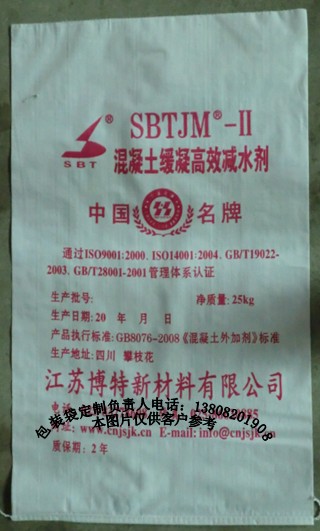 SBT
®
SBTJM®-II
混凝土缓凝高效减水剂
中国
名牌
通过ISO9001:2000. ISO14001:2004. GB/T19022-
2003. GB/T28001-2001管理体系认证
生产批号:
净质量: 25kg
生产日期: 20 年 月 日
产品执行标准: GB8076-2008《混凝土外加剂》标准
生产地址: 四川 攀枝花
江苏博特新材料有限公司
包装袋定制负责人电话: 13808201908
本图片仅供客户参考
www.cnjsjk.cn E-mail: info@cnjsjk.cn
质保期: 2年